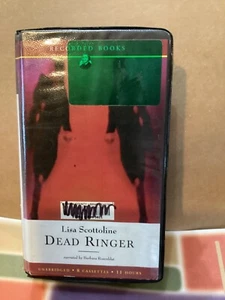 RECORDED BOOKS
Lisa Scottoline
DEAD RINGER
narrated by Barbara Rosenblat
UNABRIDGED • 8 CASSETTES • 11 HOURS